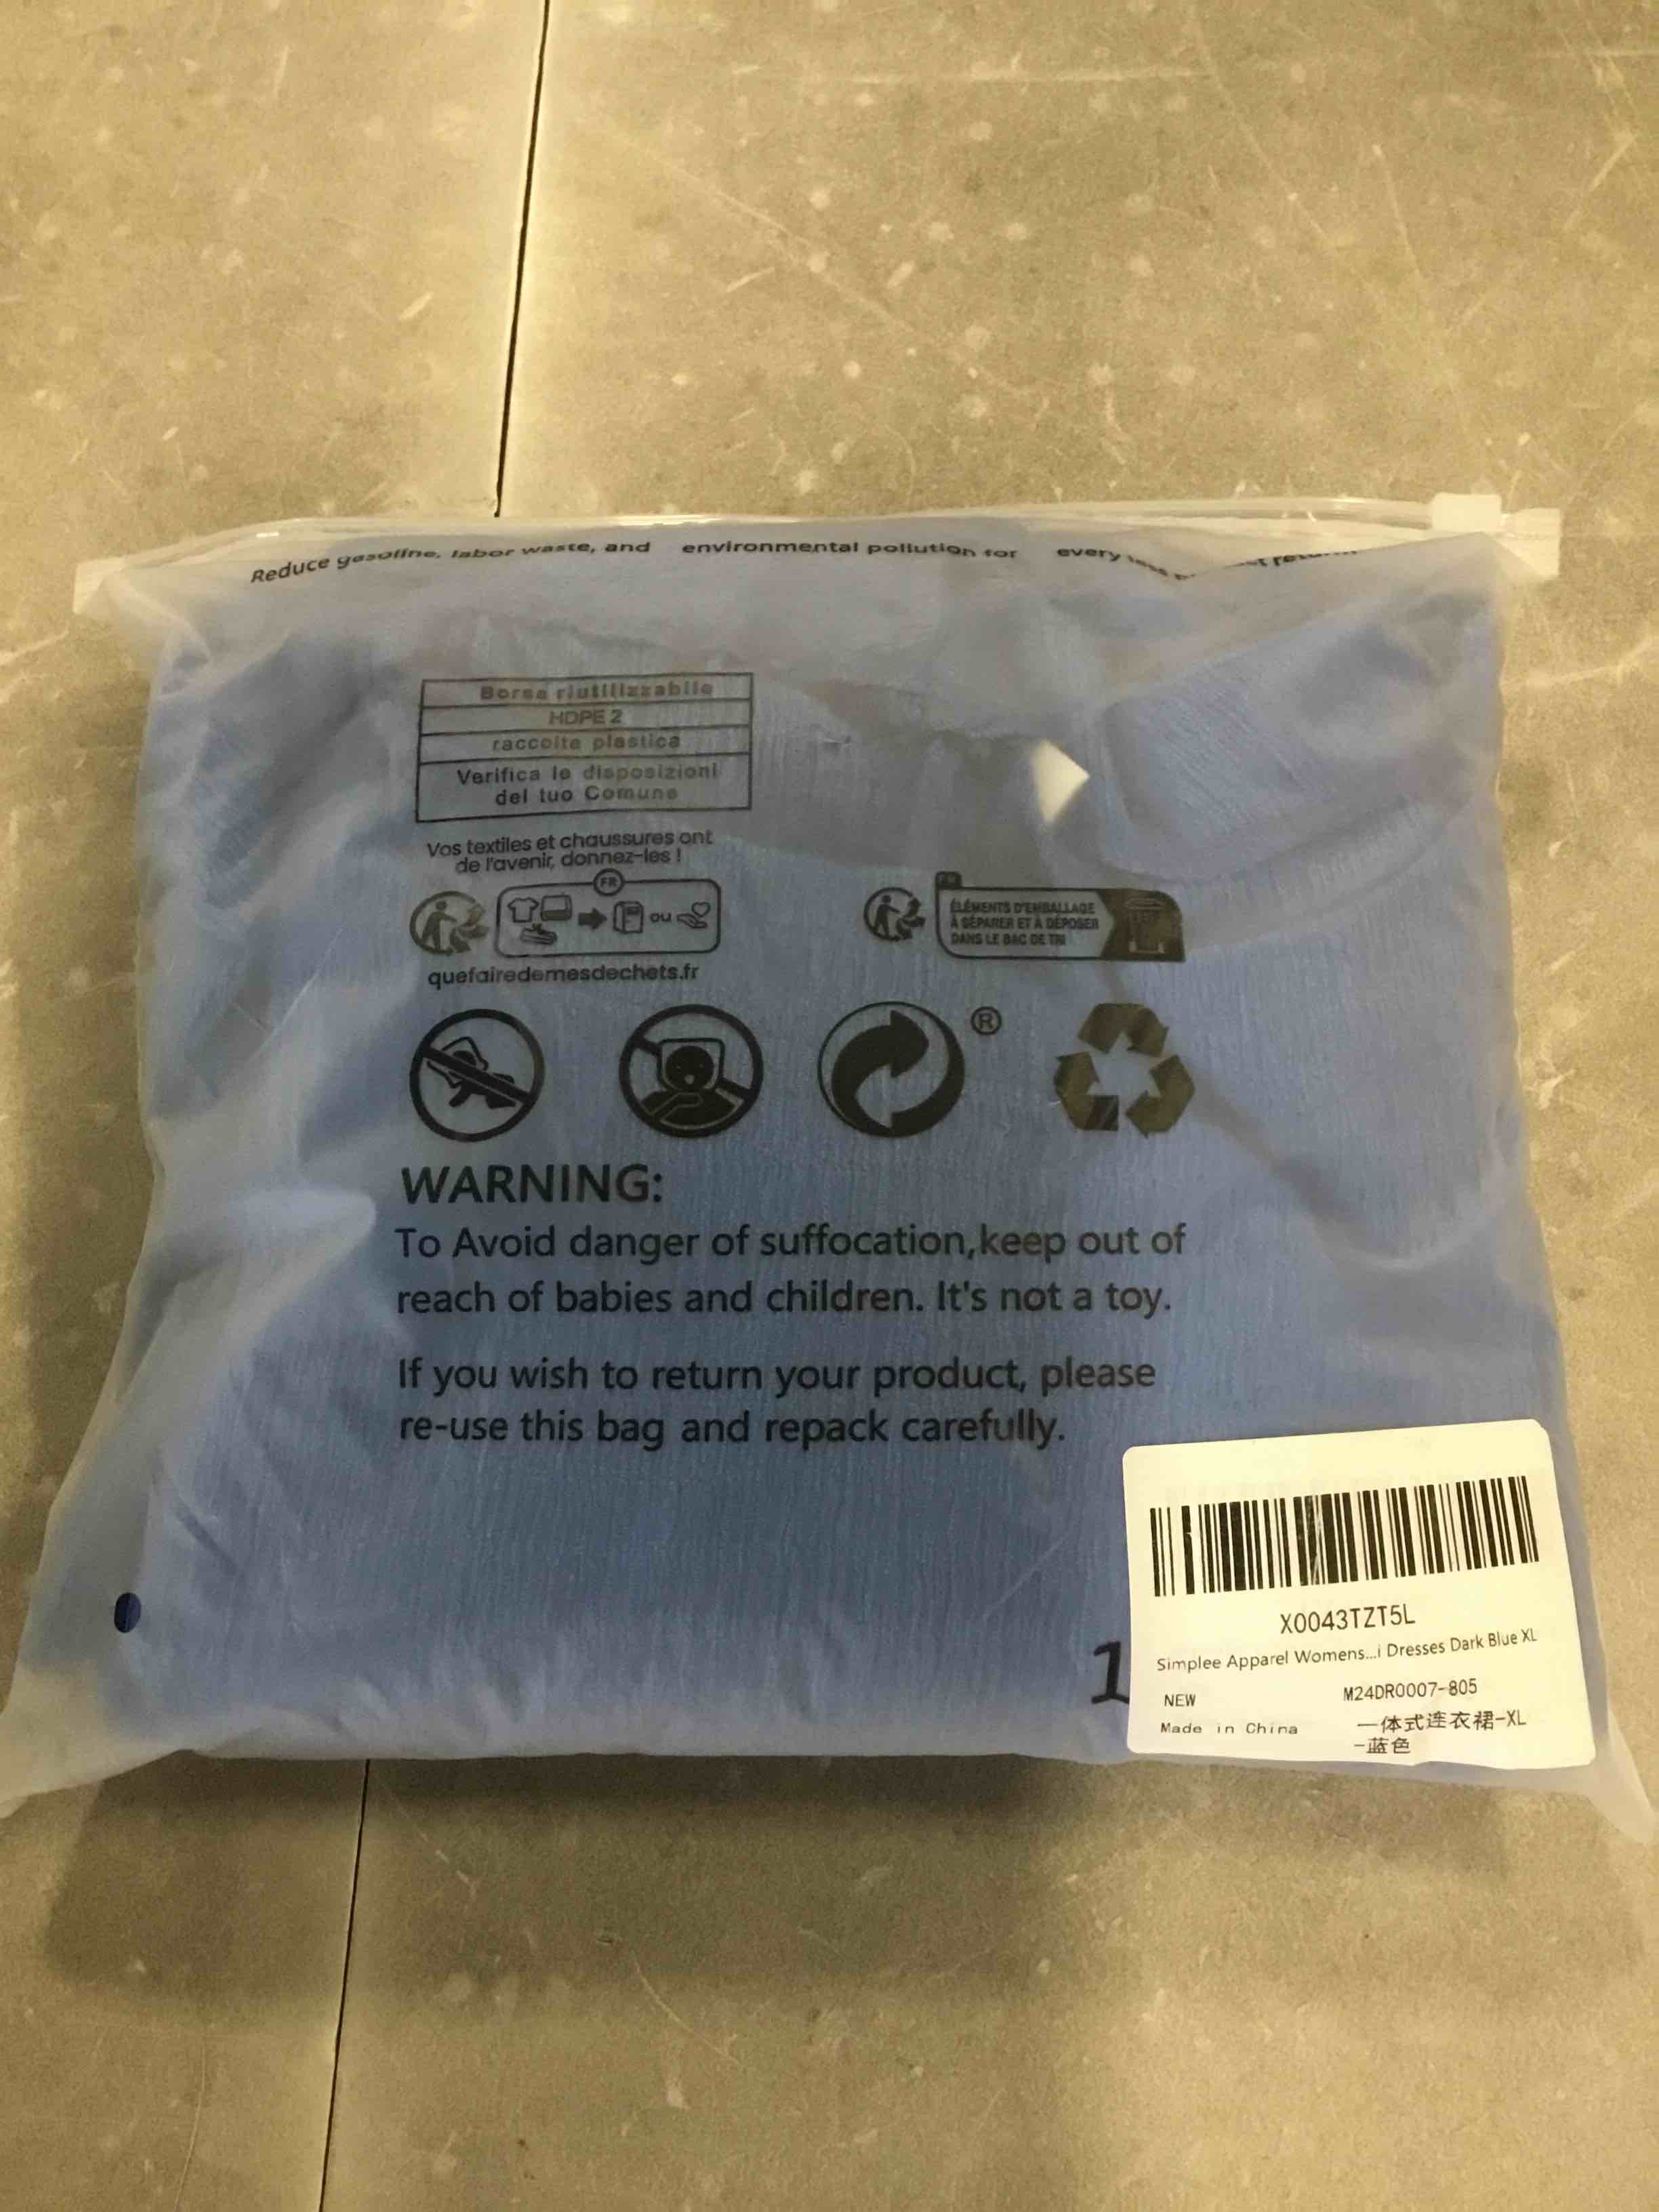 Reduce gasoline, labor waste, and environmental pollution for every
Borsa riutilizzabile
HDPE 2
raccolta plastica
Verifica le disposizioni
del tuo Comune
Vos textiles et chaussures ont
de l'avenir, donnez-les !
FR
ou
quefairedemesdechets.fr
ÉLÉMENTS D'EMBALLAGE
À SÉPARER ET À DÉPOSER
DANS LE BAC DE TRI
®
WARNING:
To Avoid danger of suffocation,keep out of
reach of babies and children. It's not a toy.
If you wish to return your product, please
re-use this bag and repack carefully.
1
X0043TZT5L
Simplee Apparel Womens...i Dresses Dark Blue XL
NEW
M24DR0007-805
Made in China
一体式连衣裙-XL
-蓝色